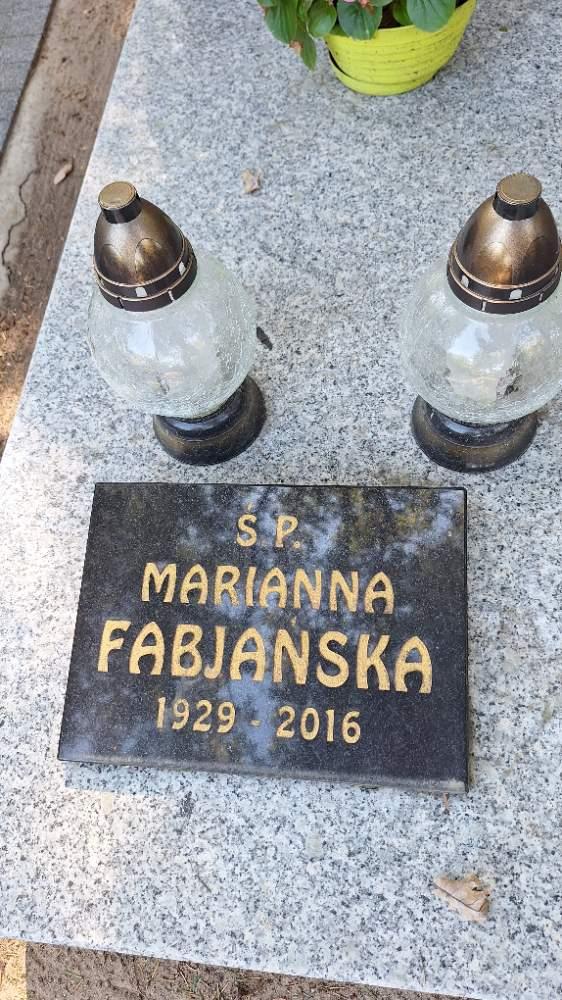 Ś P.
MARIANNA
FABJAŃSKA
1929 - 2016